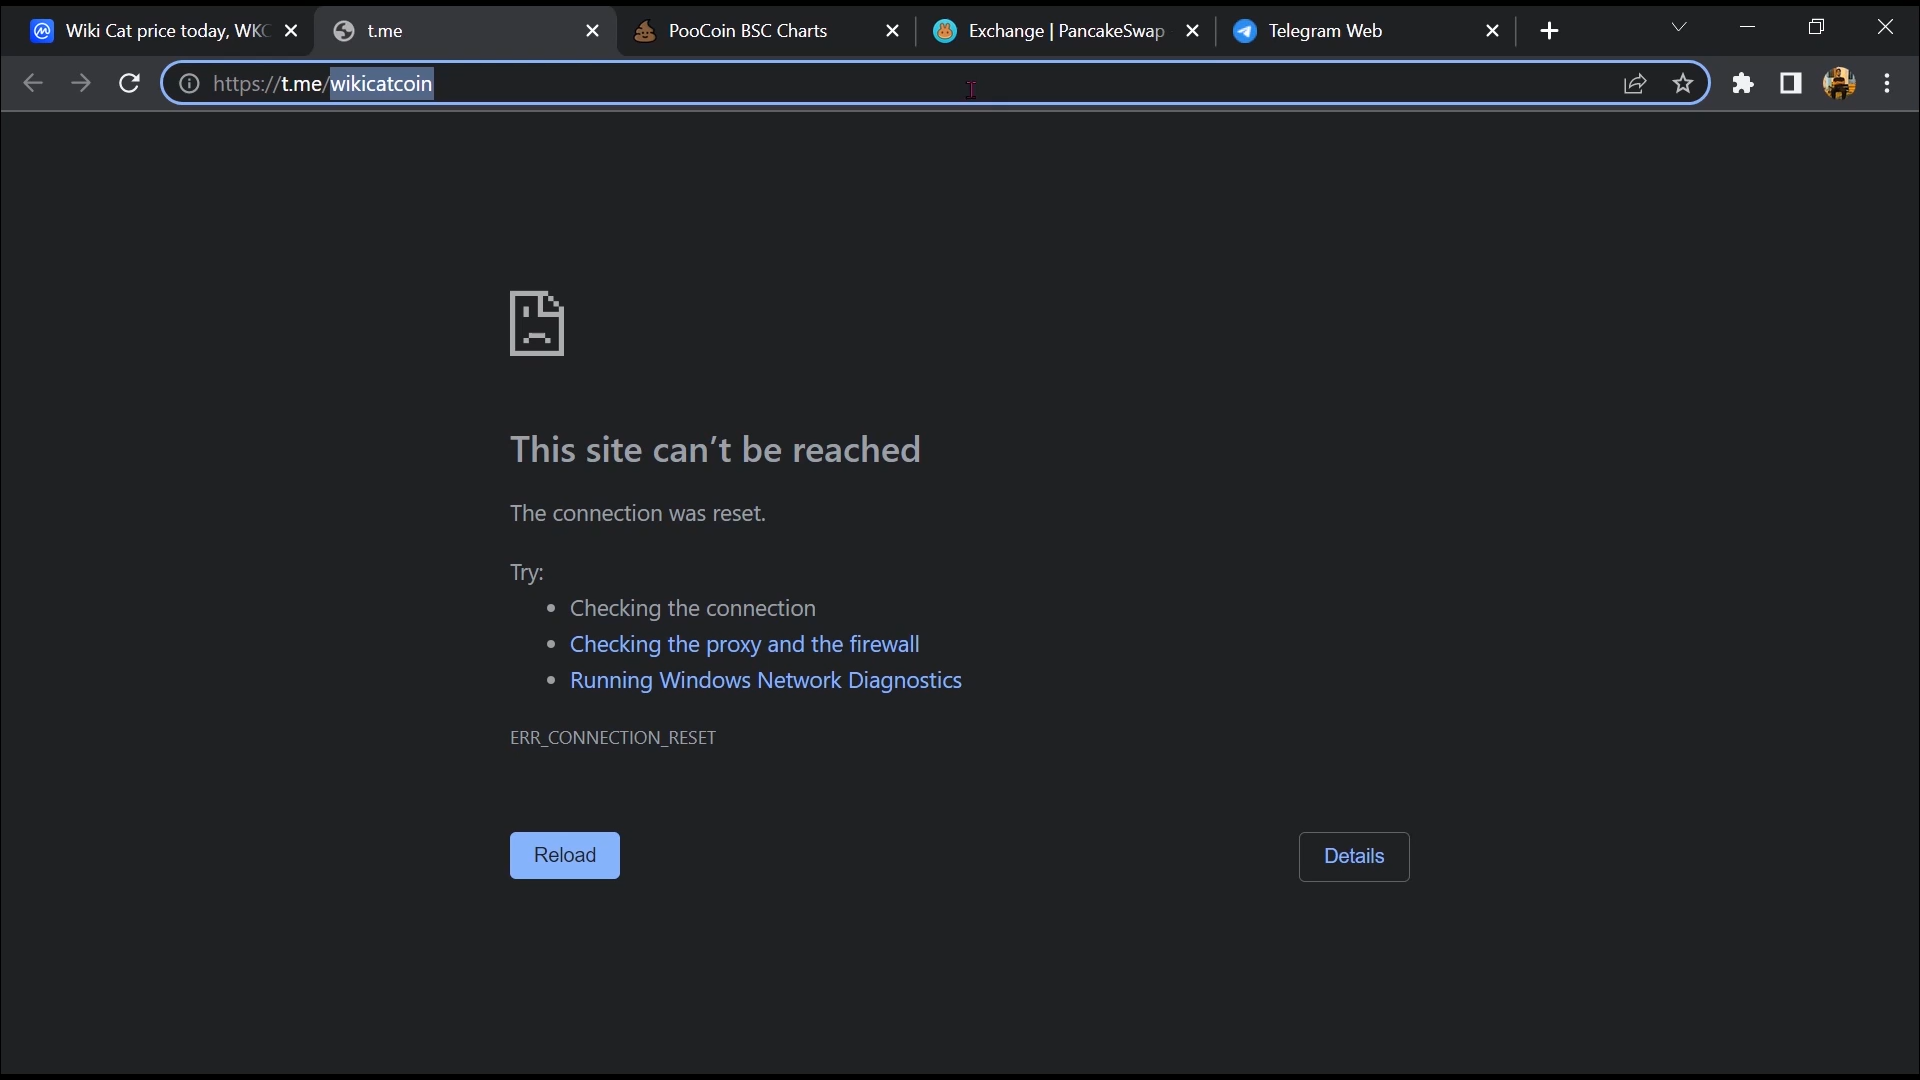 Wiki Cat price today, WKC
t.me
PooCoin BSC Charts
Exchange | PancakeSwap
Telegram Web
https://t.me/wikicatcoin
This site can't be reached
The connection was reset.
Try:
Checking the connection
Checking the proxy and the firewall
Running Windows Network Diagnostics
ERR_CONNECTION_RESET
Reload
Details